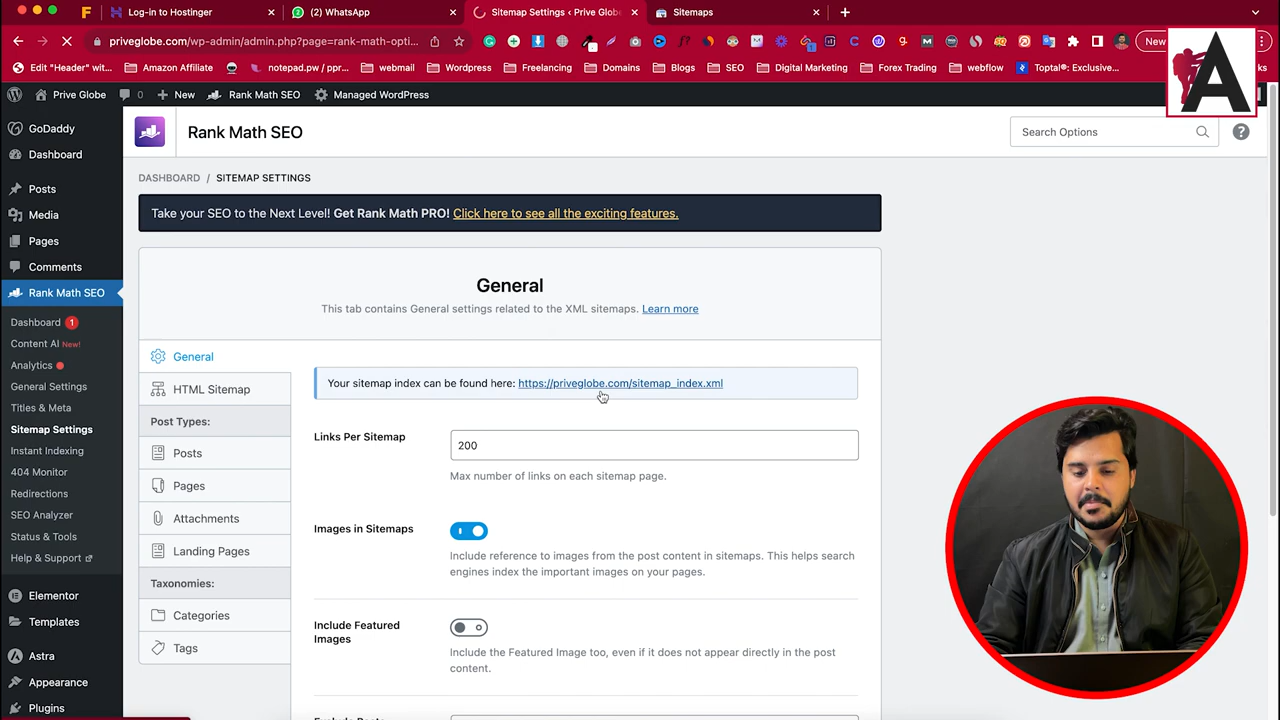 Log-in to Hostinger
(2) WhatsApp
Sitemap Settings ‹ Prive Glob
Sitemaps
priveglobe.com/wp-admin/admin.php?page=rank-math-opti...
New
Edit "Header" wit...
Amazon Affiliate
notepad.pw / ppr...
webmail
Wordpress
Freelancing
Domains
Blogs
SEO
Digital Marketing
Forex Trading
webflow
Toptal®: Exclusive...
A
Prive Globe
0
New
Rank Math SEO
Managed WordPress
GoDaddy
Dashboard
Posts
Media
Pages
Comments
Rank Math SEO
Dashboard 1
Content AI New!
Analytics
General Settings
Titles & Meta
Sitemap Settings
Instant Indexing
404 Monitor
Redirections
SEO Analyzer
Status & Tools
Help & Support
Elementor
Templates
Astra
Appearance
Plugins
Rank Math SEO
Search Options
?
DASHBOARD / SITEMAP SETTINGS
Take your SEO to the Next Level! Get Rank Math PRO! Click here to see all the exciting features.
General
This tab contains General settings related to the XML sitemaps. Learn more
General
HTML Sitemap
Post Types:
Posts
Pages
Attachments
Landing Pages
Taxonomies:
Categories
Tags
Your sitemap index can be found here: https://priveglobe.com/sitemap_index.xml
Links Per Sitemap
200
Max number of links on each sitemap page.
Images in Sitemaps
Include reference to images from the post content in sitemaps. This helps search
engines index the important images on your pages.
Include Featured
Images
Include the Featured Image too, even if it does not appear directly in the post
content.